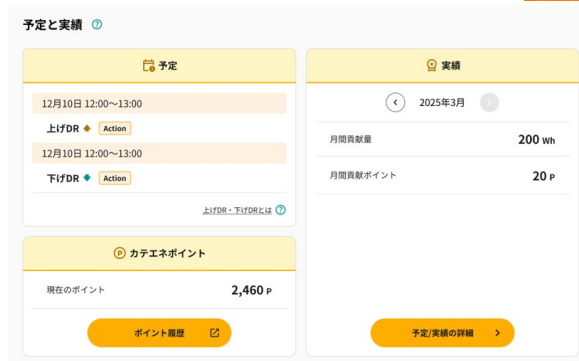 予定と実績 ?
予定
12月10日 12:00〜13:00
上げDR Action
12月10日 12:00〜13:00
下げDR Action
上げDR・下げDRとは ?
P カテエネポイント
現在のポイント 2,460 P
ポイント履歴
実績
2025年3月
月間貢献量 200 Wh
月間貢献ポイント 20 P
予定/実績の詳細